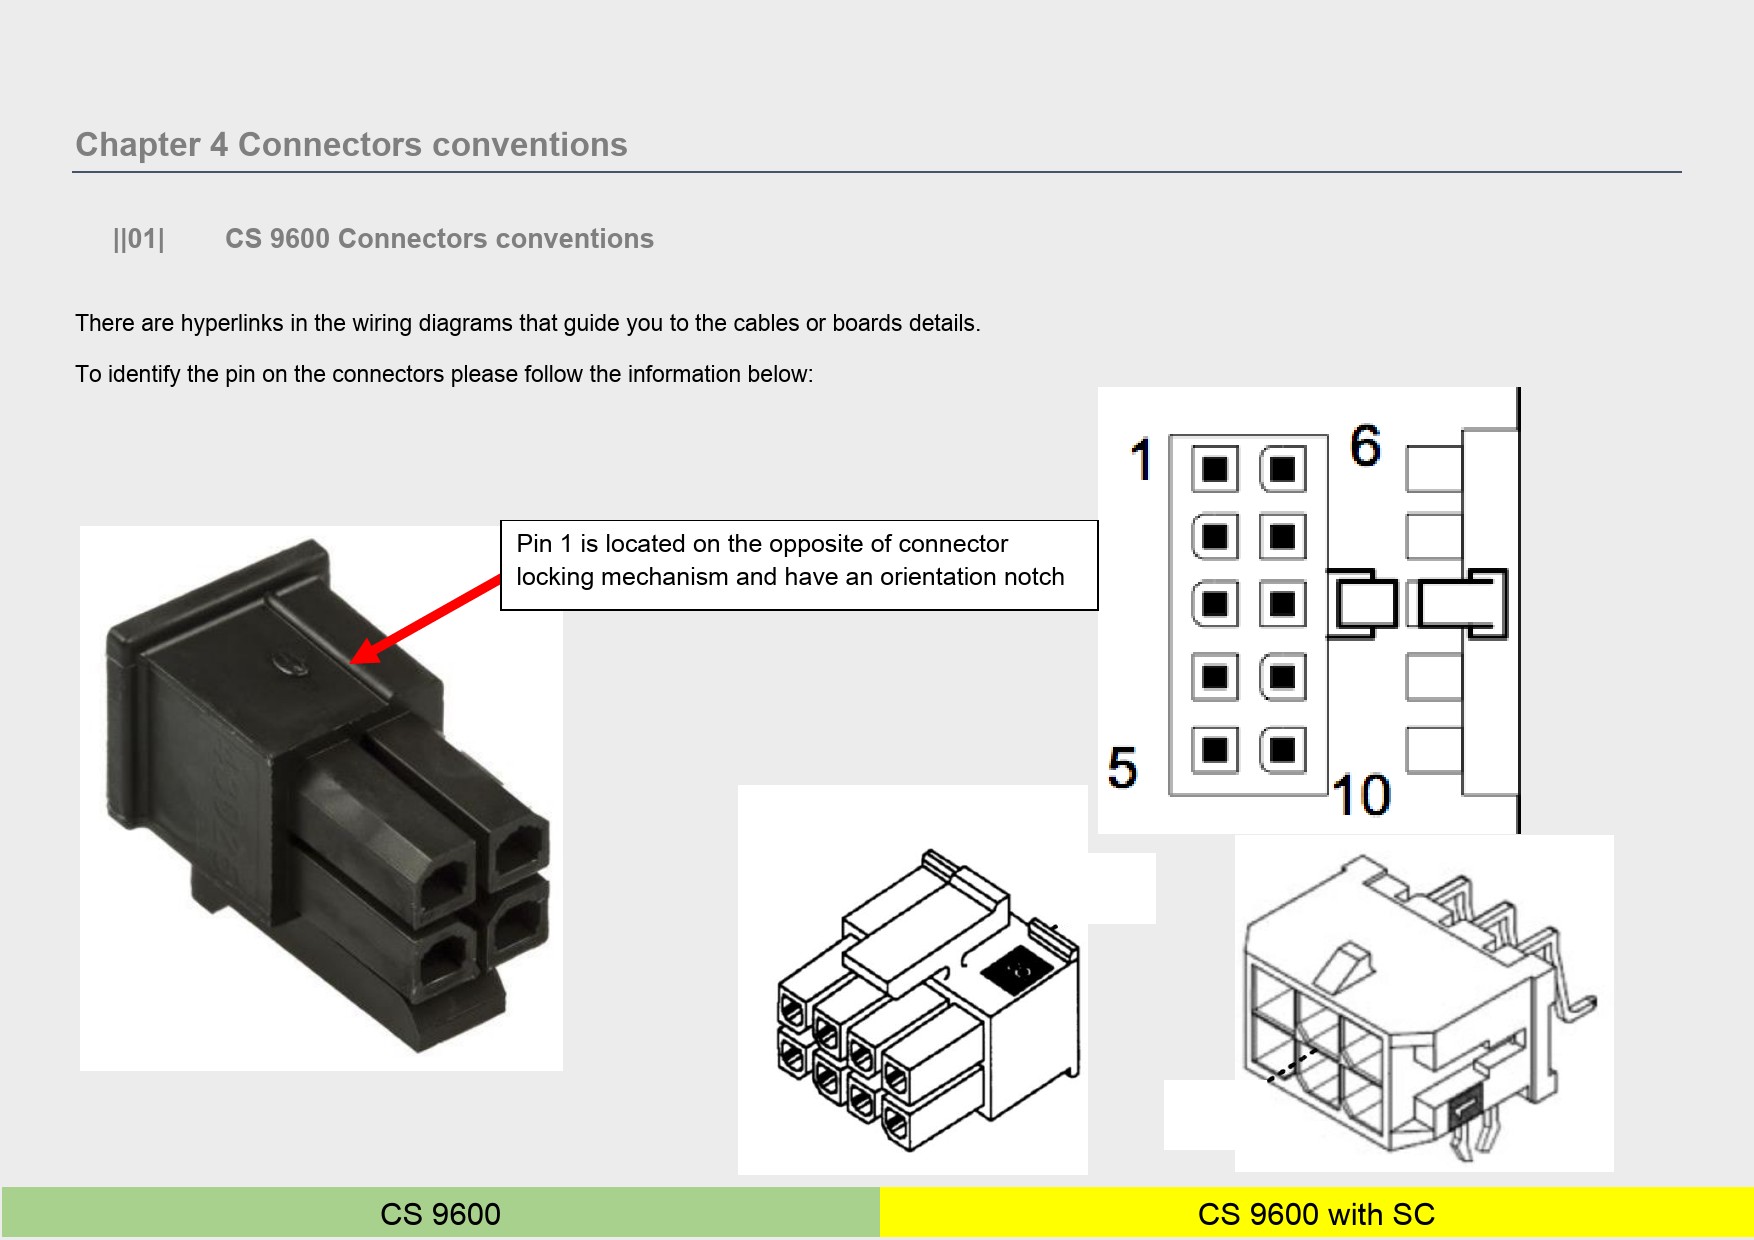 Chapter 4 Connectors conventions
||01| CS 9600 Connectors conventions
There are hyperlinks in the wiring diagrams that guide you to the cables or boards details.
To identify the pin on the connectors please follow the information below:
Pin 1 is located on the opposite of connector
locking mechanism and have an orientation notch
1
6
5
10
CS 9600
CS 9600 with SC